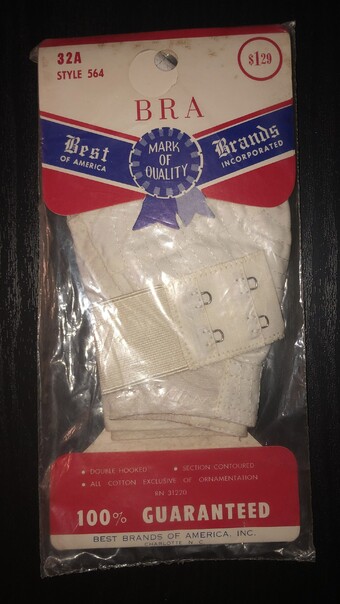 32A
STYLE 564
$1.29
BRA
Best
OF AMERICA
MARK
OF
QUALITY
Brands
INCORPORATED
• DOUBLE HOOKED • SECTION CONTOURED
• ALL COTTON EXCLUSIVE OF ORNAMENTATION
RN 31220
100% GUARANTEED
BEST BRANDS OF AMERICA, INC.
CHARLOTTE N. C.